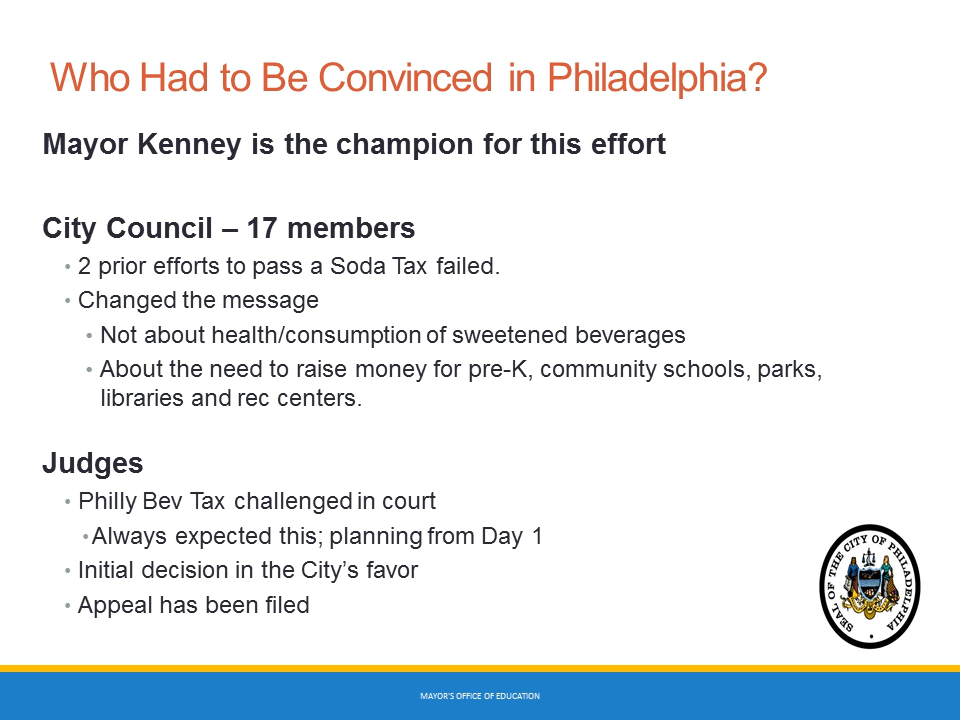 Who Had to Be Convinced in Philadelphia?
Mayor Kenney is the champion for this effort
City Council – 17 members
• 2 prior efforts to pass a Soda Tax failed.
• Changed the message
• Not about health/consumption of sweetened beverages
• About the need to raise money for pre-K, community schools, parks,
libraries and rec centers.
Judges
• Philly Bev Tax challenged in court
• Always expected this; planning from Day 1
• Initial decision in the City’s favor
• Appeal has been filed
SEAL OF THE CITY OF PHILADELPHIA
MAYOR'S OFFICE OF EDUCATION